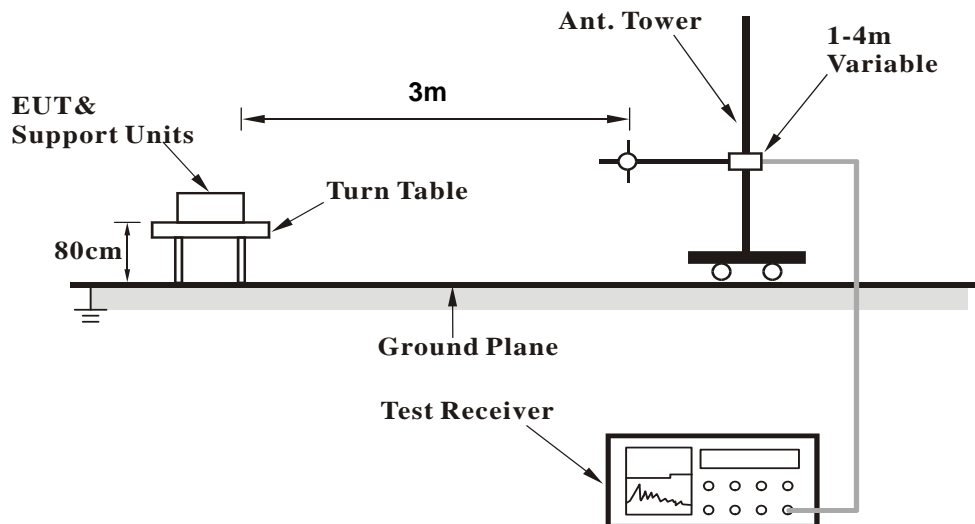 Ant. Tower
1-4m
Variable
3m
EUT&
Support Units
Turn Table
80cm
Ground Plane
Test Receiver